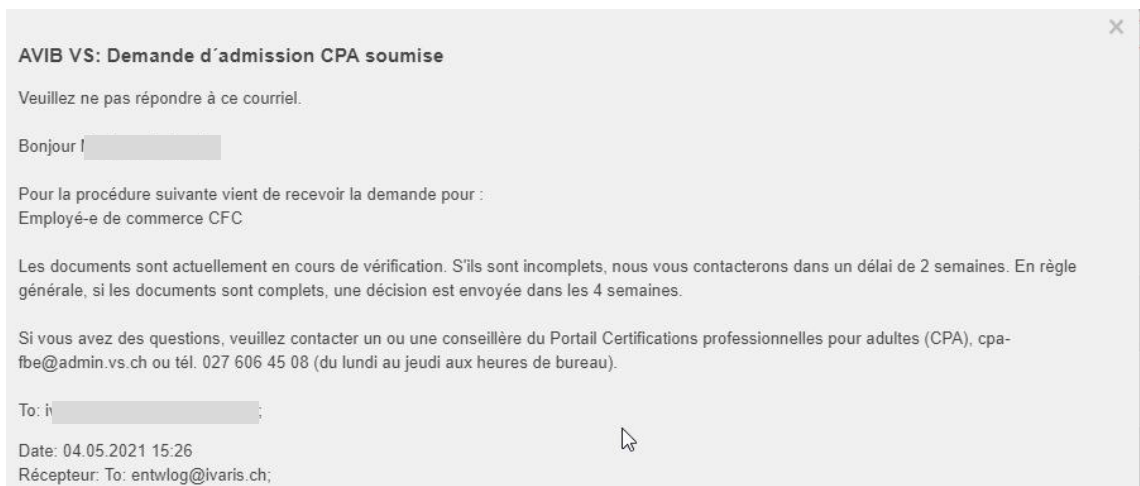 AVIB VS: Demande d´admission CPA soumise
Veuillez ne pas répondre à ce courriel.
Bonjour
Pour la procédure suivante vient de recevoir la demande pour :
Employé-e de commerce CFC
Les documents sont actuellement en cours de vérification. S'ils sont incomplets, nous vous contacterons dans un délai de 2 semaines. En règle
générale, si les documents sont complets, une décision est envoyée dans les 4 semaines.
Si vous avez des questions, veuillez contacter un ou une conseillère du Portail Certifications professionnelles pour adultes (CPA), cpa-
fbe@admin.vs.ch ou tél. 027 606 45 08 (du lundi au jeudi aux heures de bureau).
To:
Date: 04.05.2021 15:26
Récepteur: To: entwlog@ivaris.ch;